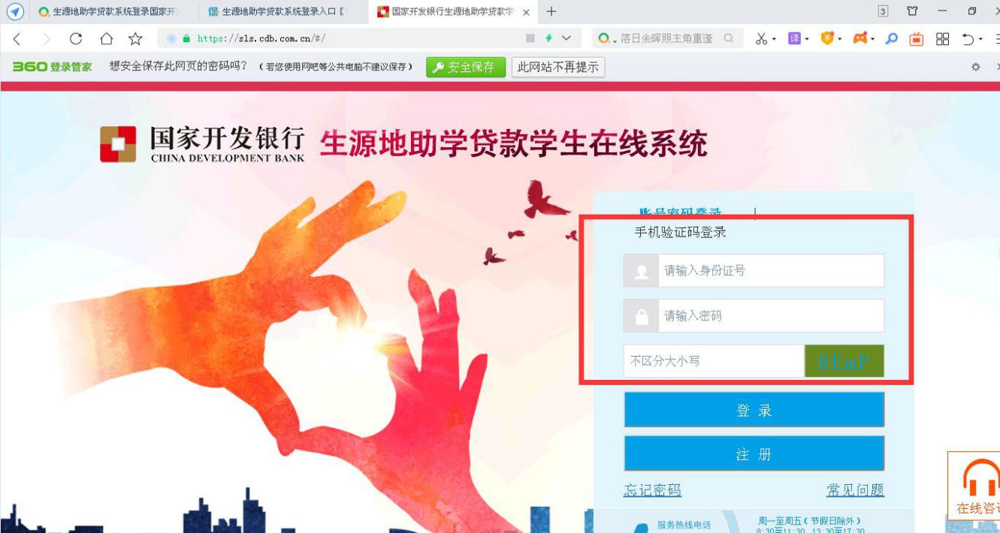 生源地助学贷款系统登录国家开
生源地助学贷款系统登录入口【
国家开发银行生源地助学贷款学
3
https://sls.cdb.com.cn/#/
落日余晖照主角重逢
译
360登录管家 想安全保存此网页的密码吗？（若您使用网吧等公共电脑不建议保存） 安全保存 此网站不再提示
国家开发银行
CHINA DEVELOPMENT BANK
生源地助学贷款学生在线系统
账号密码登录
手机验证码登录
请输入身份证号
请输入密码
不区分大小写 REmP
登 录
注 册
忘记密码 常见问题
在线咨
服务热线电话
周一至周五（节假日除外）
8:30至11:30 13:30至17:30